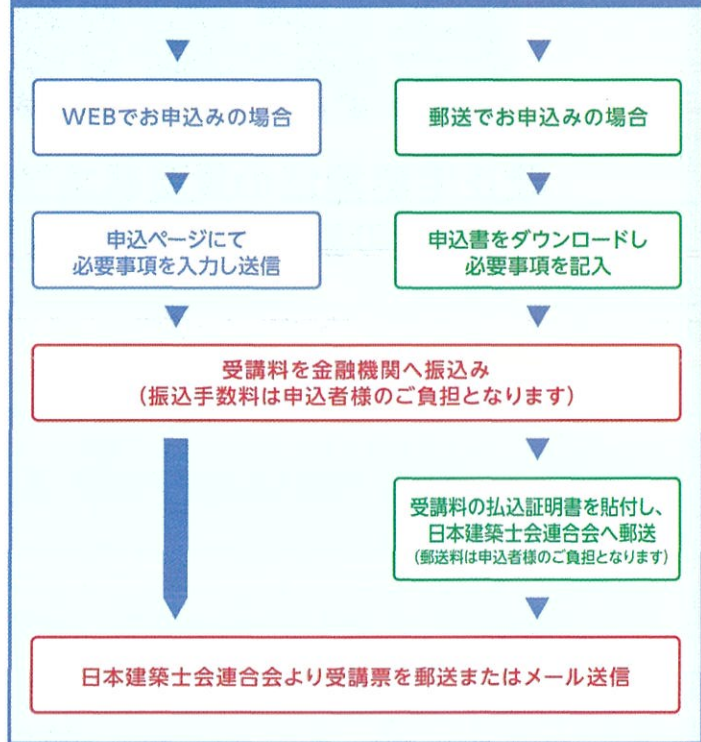 WEBでお申込みの場合
郵送でお申込みの場合
申込ページにて
必要事項を入力し送信
申込書をダウンロードし
必要事項を記入
受講料を金融機関へ振込み
(振込手数料は申込者様のご負担となります)
受講料の払込証明書を貼付し、
日本建築士会連合会へ郵送
(郵送料は申込者様のご負担となります)
日本建築士会連合会より受講票を郵送またはメール送信